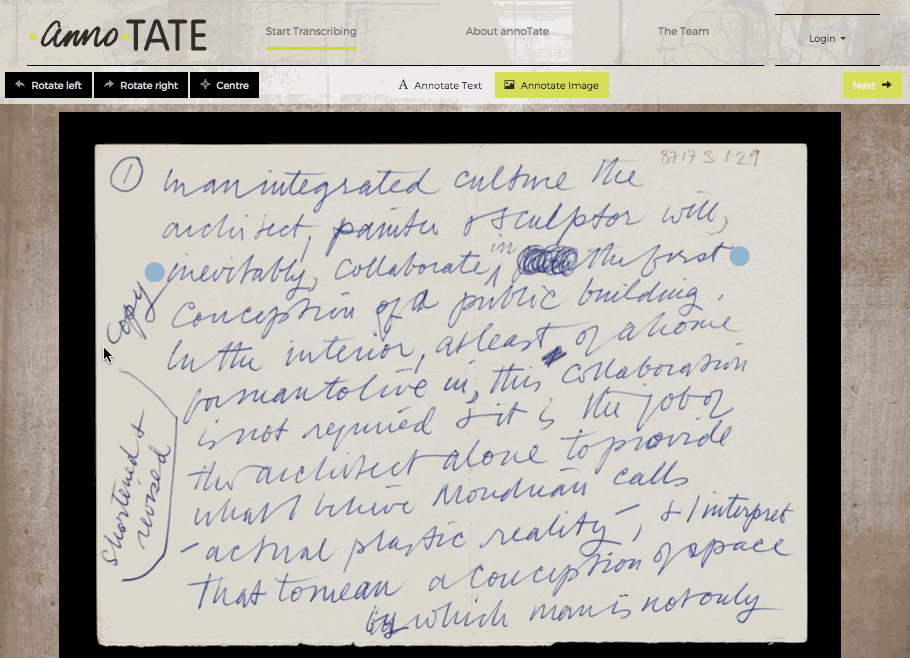 anno TATE
Start Transcribing
About annoTate
The Team
Login
Rotate left
Rotate right
Centre
Annotate Text
Annotate Image
Next
8717 3 1.29
1 In an integrated culture the
architect, painter & sculptor will,
in
inevitably, collaborate, the first
conception of a public building.
In the interior, at least of a home
for man to live in, this collaboration
is not required & it is the job of
the architect alone to provide
what I believe Mondrian calls
"actual plastic reality", & I interpret
that to mean a conception of space
by which man is not only
Copy
Shortened &
revised